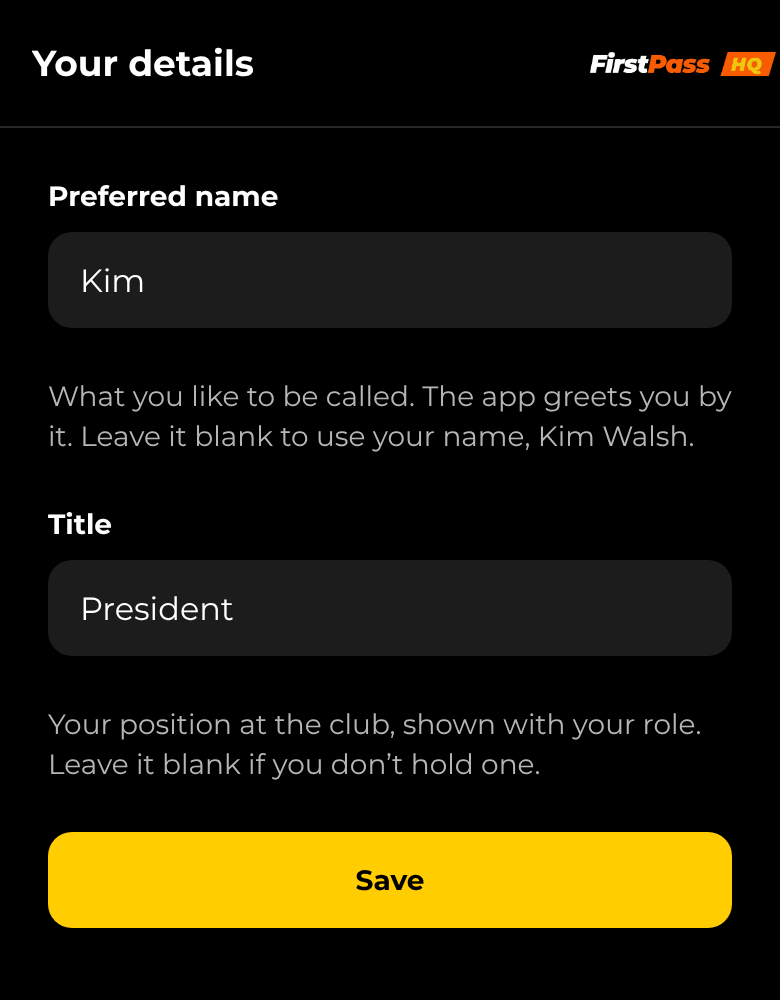 Your details
FirstPass HQ
Preferred name
Kim
What you like to be called. The app greets you by
it. Leave it blank to use your name, Kim Walsh.
Title
President
Your position at the club, shown with your role.
Leave it blank if you don’t hold one.
Save